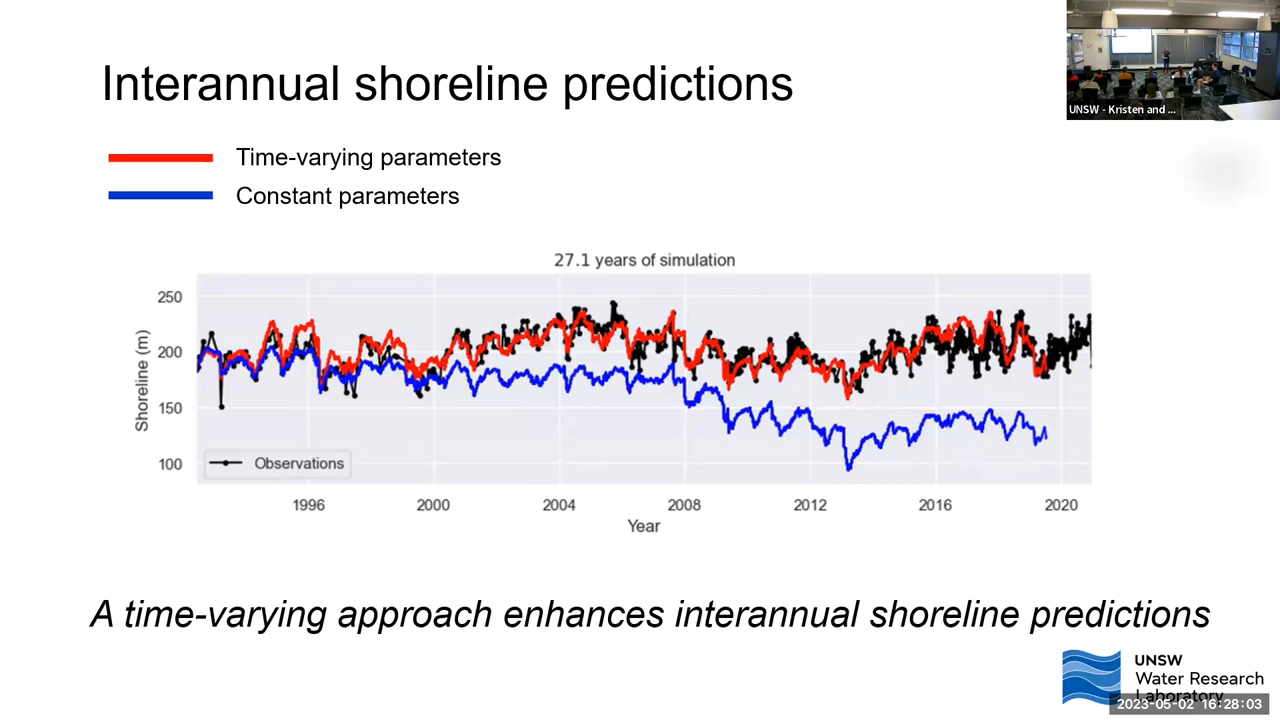 UNSW - Kristen and ...
Interannual shoreline predictions
Time-varying parameters
Constant parameters
27.1 years of simulation
250
200
150
100
Shoreline (m)
Observations
1996 2000 2004 2008 2012 2016 2020
Year
A time-varying approach enhances interannual shoreline predictions
UNSW
Water Research
Laboratory
2023-05-02 16:28:03